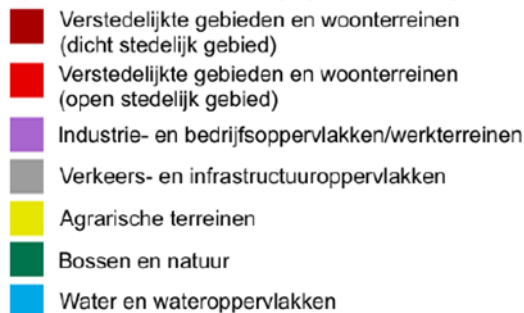 Verstedelijkte gebieden en woonterreinen
(dicht stedelijk gebied)
Verstedelijkte gebieden en woonterreinen
(open stedelijk gebied)
Industrie- en bedrijfsoppervlakken/werkterreinen
Verkeers- en infrastructuuroppervlakken
Agrarische terreinen
Bossen en natuur
Water en wateroppervlakken